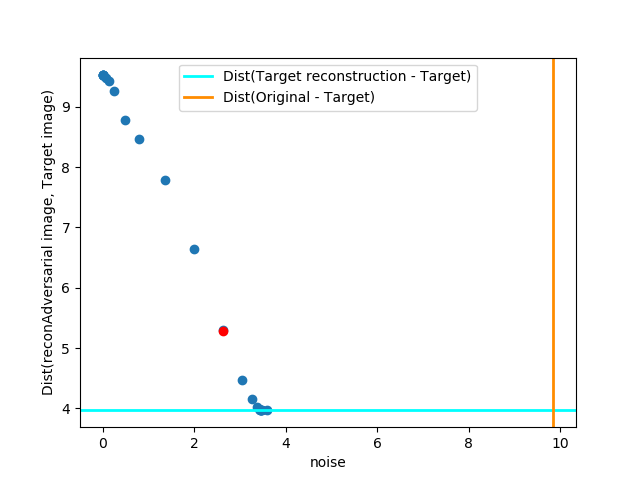 Dist(Target reconstruction - Target)
Dist(Original - Target)
Dist(reconAdversarial image, Target image)
9
8
7
6
5
4
0 2 4 6 8 10
noise